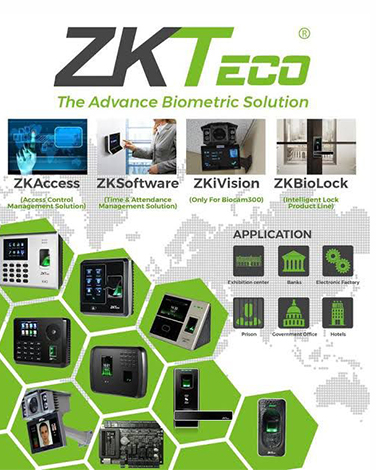 ZKTECO ®
The Advance Biometric Solution
ZKAccess
(Access Control
Management Solution)
ZKSoftware
(Time & Attendance
Management Solution)
ZKiVision
(Only For Biocam300)
ZKBioLock
(Intelligent Lock
Product Line)
APPLICATION
Exhibition center
Banks
Electronic Factory
Prison
Government Office
Hotels